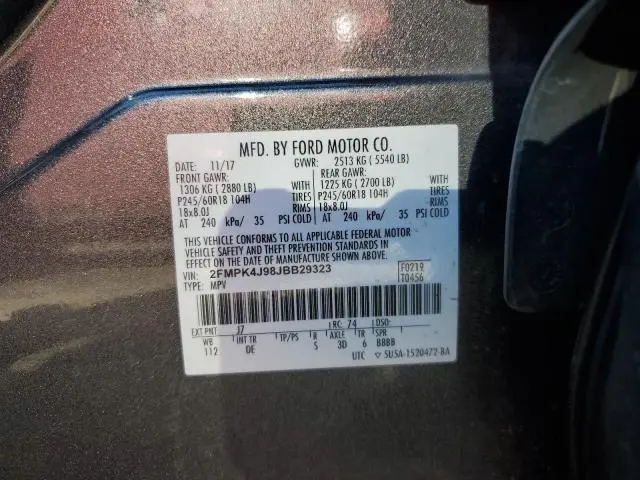 MFD. BY FORD MOTOR CO.
DATE: 11/17 GVWR: 2513 KG ( 5540 LB)
FRONT GAWR: REAR GAWR:
1306 KG ( 2880 LB) WITH 1225 KG ( 2700 LB) WITH
P245/60R18 104H TIRES P245/60R18 104H TIRES
18x8.0J RIMS 18x8.0J RIMS
AT 240 kPa/ 35 PSI COLD AT 240 kPa/ 35 PSI COLD
THIS VEHICLE CONFORMS TO ALL APPLICABLE FEDERAL MOTOR
VEHICLE SAFETY AND THEFT PREVENTION STANDARDS IN
EFFECT ON THE DATE OF MANUFACTURE SHOWN ABOVE.
VIN: 2FMPK4J98JBB29323 F0219
TYPE: MPV T0456
EXT PNT J7 RC: 74 DSO:
WB INT TR TP/PS R AXLE TR SPR
112 OE S 3D 6 BBBB
UTC ▽ 5U5A-1520472-BA